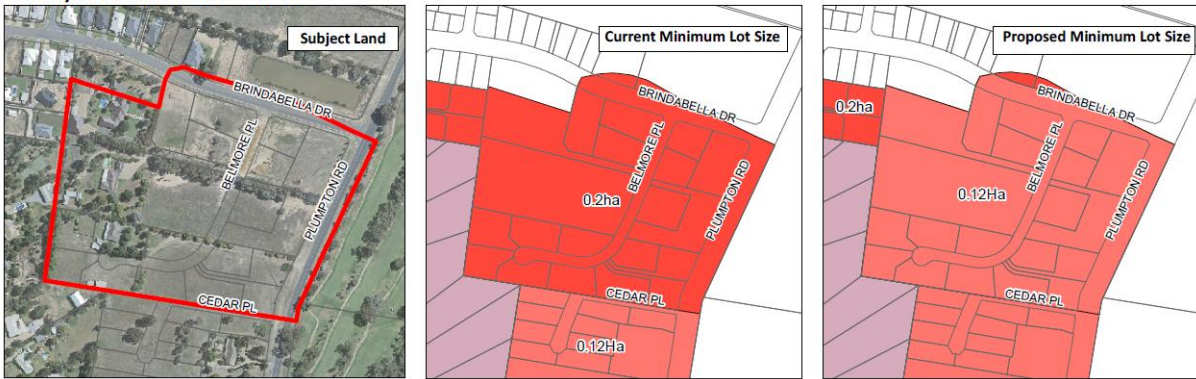 Subject Land
BRINDABELLA DR
BELMORE PL
PLUMPTON RD
CEDAR PL
Current Minimum Lot Size
BRINDABELLA DR
BELMORE PL
PLUMPTON RD
0.2ha
CEDAR PL
0.12Ha
Proposed Minimum Lot Size
0.2ha
BRINDABELLA DR
BELMORE PL
PLUMPTON RD
0.12Ha
CEDAR PL